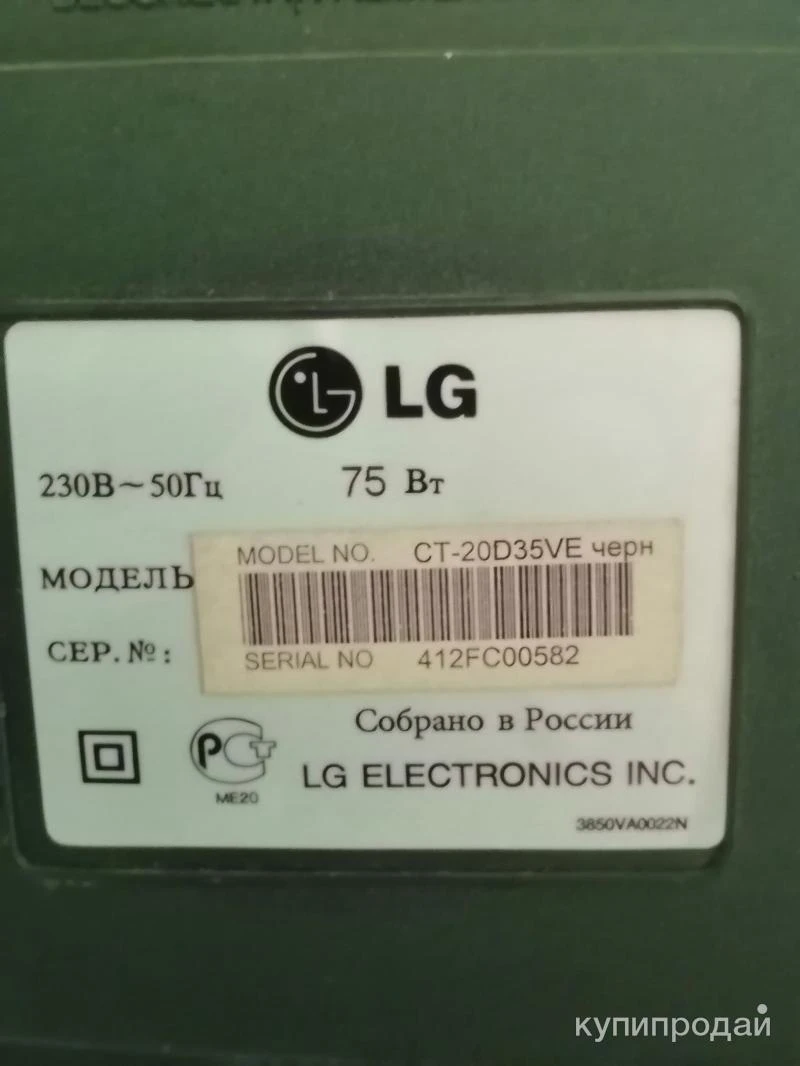 LG
230В~50Гц 75 Вт
МОДЕЛЬ
MODEL NO. CT-20D35VE черн
СЕР.№:
SERIAL NO 412FC00582
Собрано в России
РСТ
ME20
LG ELECTRONICS INC.
3850VA0022N
купипродай